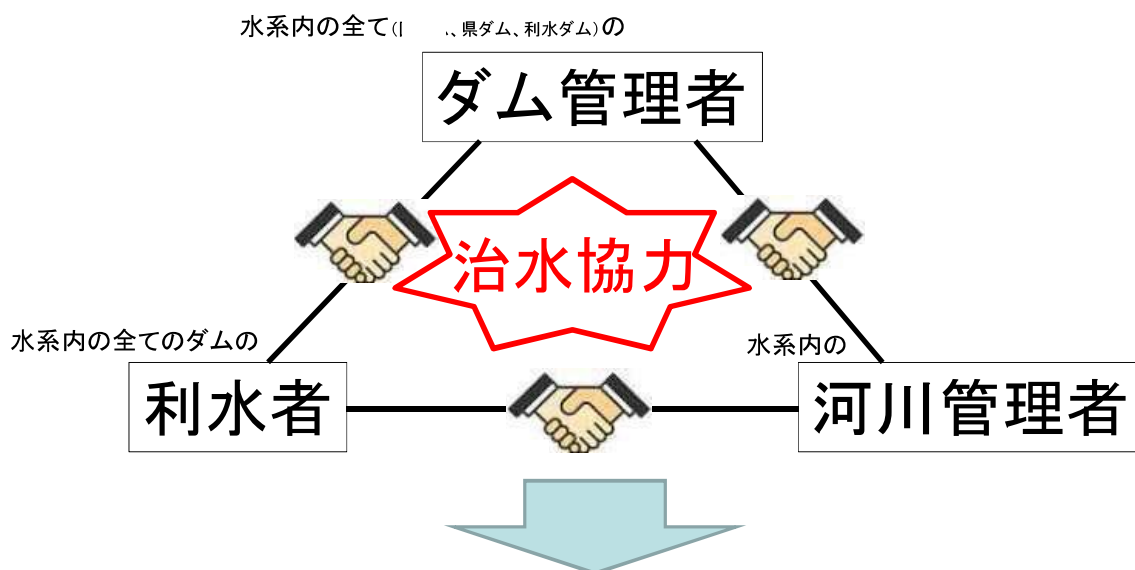 水系内の全て(、県ダム、利水ダム)の
ダム管理者
治水協力
水系内の全てのダムの
水系内の
利水者
河川管理者